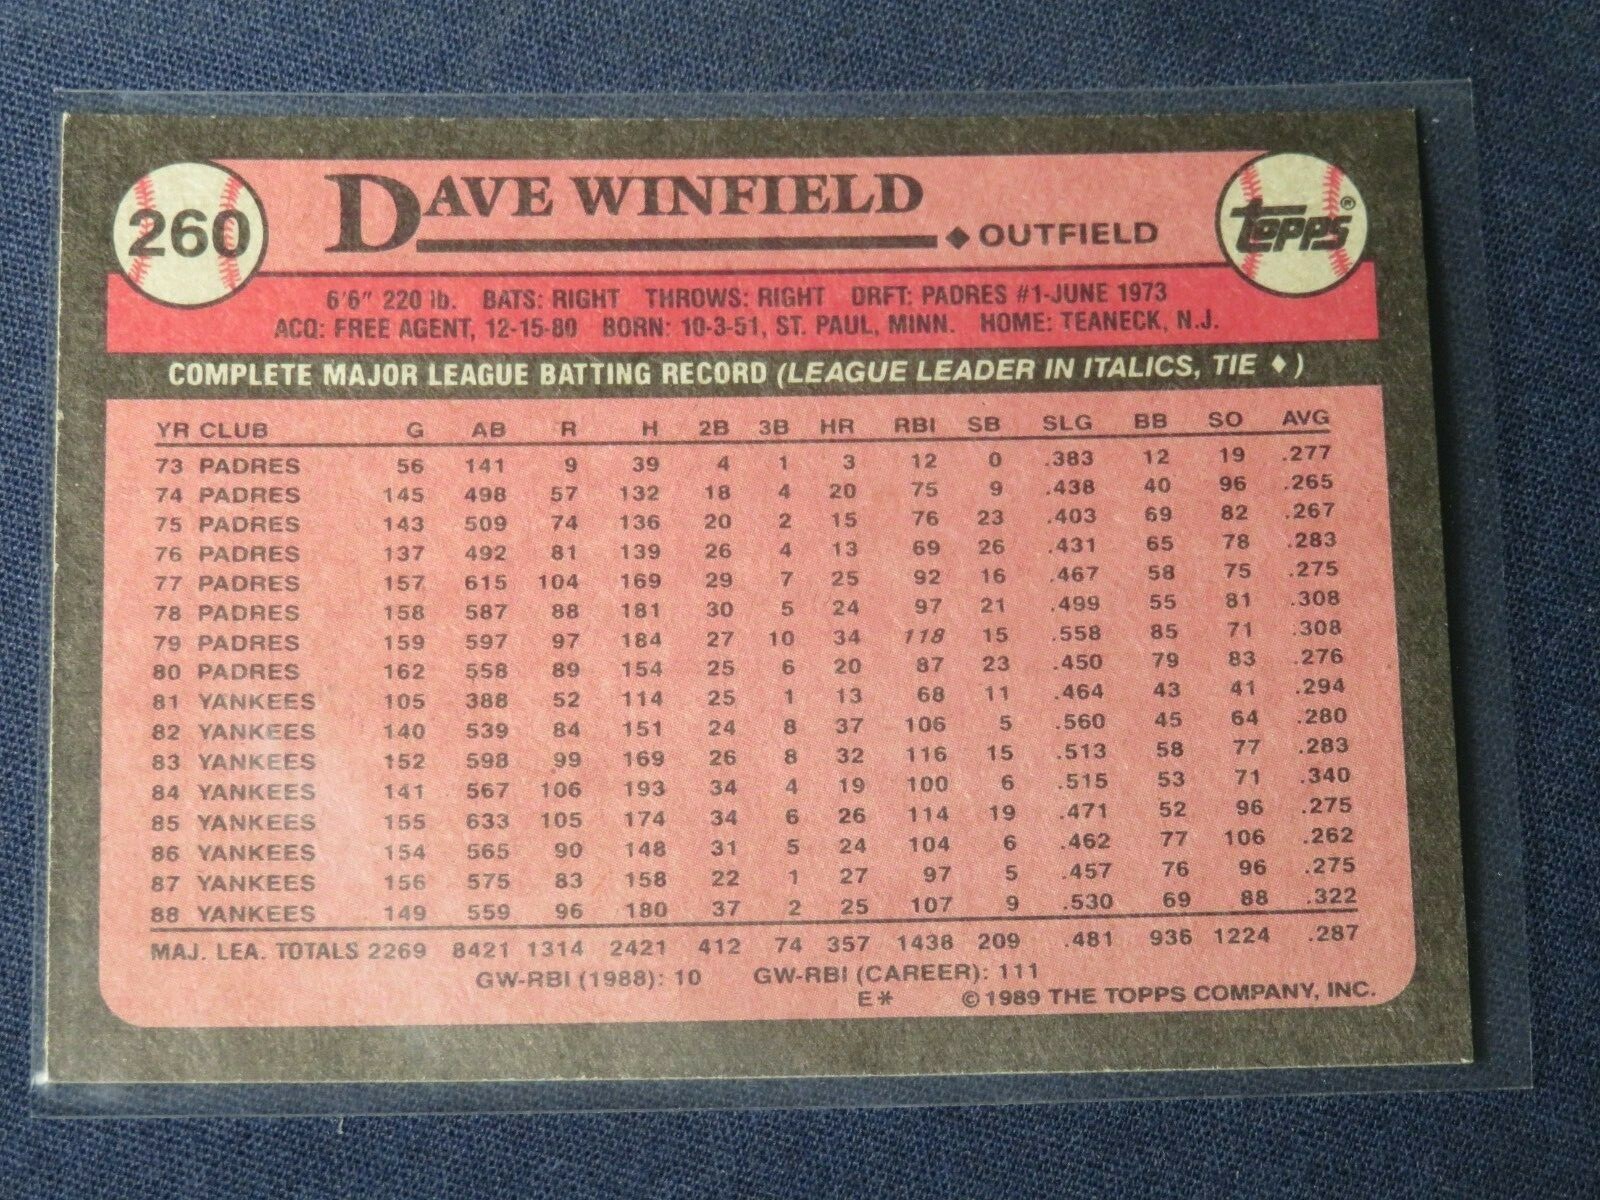 260 DAVE WINFIELD ♦ OUTFIELD TOPPS®
6'6" 220 lb. BATS: RIGHT THROWS: RIGHT DRFT: PADRES #1-JUNE 1973
ACQ: FREE AGENT, 12-15-80 BORN: 10-3-51, ST. PAUL, MINN. HOME: TEANECK, N.J.
COMPLETE MAJOR LEAGUE BATTING RECORD (LEAGUE LEADER IN ITALICS, TIE ♦)
YR CLUB G AB R H 2B 3B HR RBI SB SLG BB SO AVG
73 PADRES 56 141 9 39 4 1 3 12 0 .383 12 19 .277
74 PADRES 145 498 57 132 18 4 20 75 9 .438 40 96 .265
75 PADRES 143 509 74 136 20 2 15 76 23 .403 69 82 .267
76 PADRES 137 492 81 139 26 4 13 69 26 .431 65 78 .283
77 PADRES 157 615 104 169 29 7 25 92 16 .467 58 75 .275
78 PADRES 158 587 88 181 30 5 24 97 21 .499 55 81 .308
79 PADRES 159 597 97 184 27 10 34 118 15 .558 85 71 .308
80 PADRES 162 558 89 154 25 6 20 87 23 .450 79 83 .276
81 YANKEES 105 388 52 114 25 1 13 68 11 .464 43 41 .294
82 YANKEES 140 539 84 151 24 8 37 106 5 .560 45 64 .280
83 YANKEES 152 598 99 169 26 8 32 116 15 .513 58 77 .283
84 YANKEES 141 567 106 193 34 4 19 100 6 .515 53 71 .340
85 YANKEES 155 633 105 174 34 6 26 114 19 .471 52 96 .275
86 YANKEES 154 565 90 148 31 5 24 104 6 .462 77 106 .262
87 YANKEES 156 575 83 158 22 1 27 97 5 .457 76 96 .275
88 YANKEES 149 559 96 180 37 2 25 107 9 .530 69 88 .322
MAJ. LEA. TOTALS 2269 8421 1314 2421 412 74 357 1438 209 .481 936 1224 .287
GW-RBI (1988): 10 GW-RBI (CAREER): 111
E* © 1989 THE TOPPS COMPANY, INC.